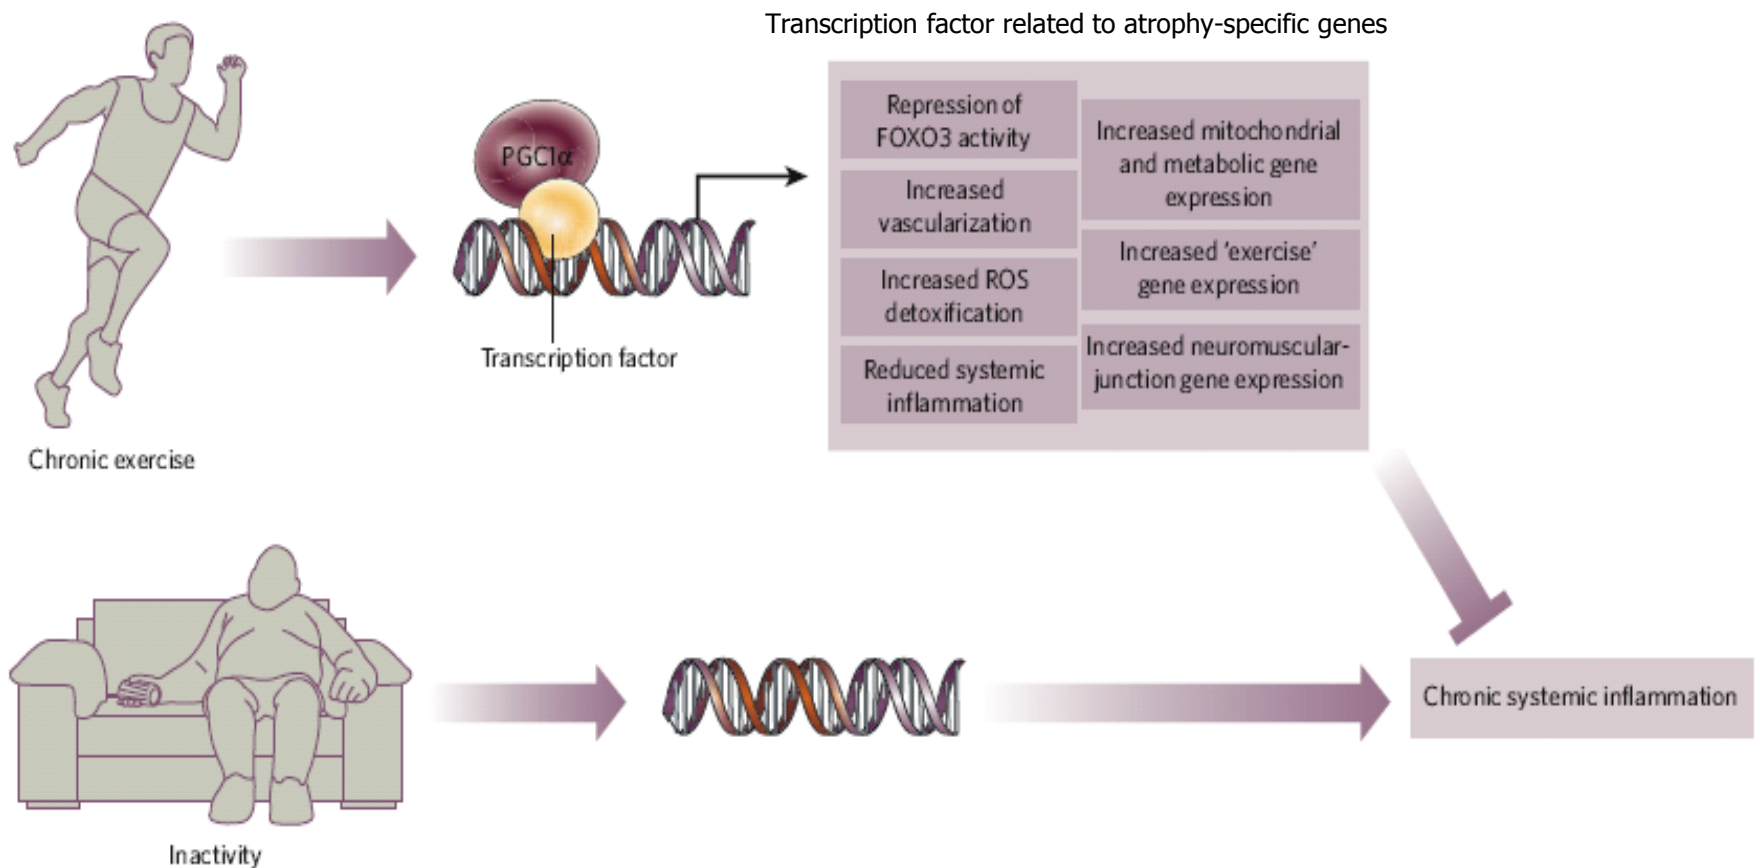 Transcription factor related to atrophy-specific genes
PGC1α
Transcription factor
Chronic exercise
Repression of
FOXO3 activity
Increased
vascularization
Increased ROS
detoxification
Reduced systemic
inflammation
Increased mitochondrial
and metabolic gene
expression
Increased ‘exercise’
gene expression
Increased neuromuscular-
junction gene expression
Inactivity
Chronic systemic inflammation